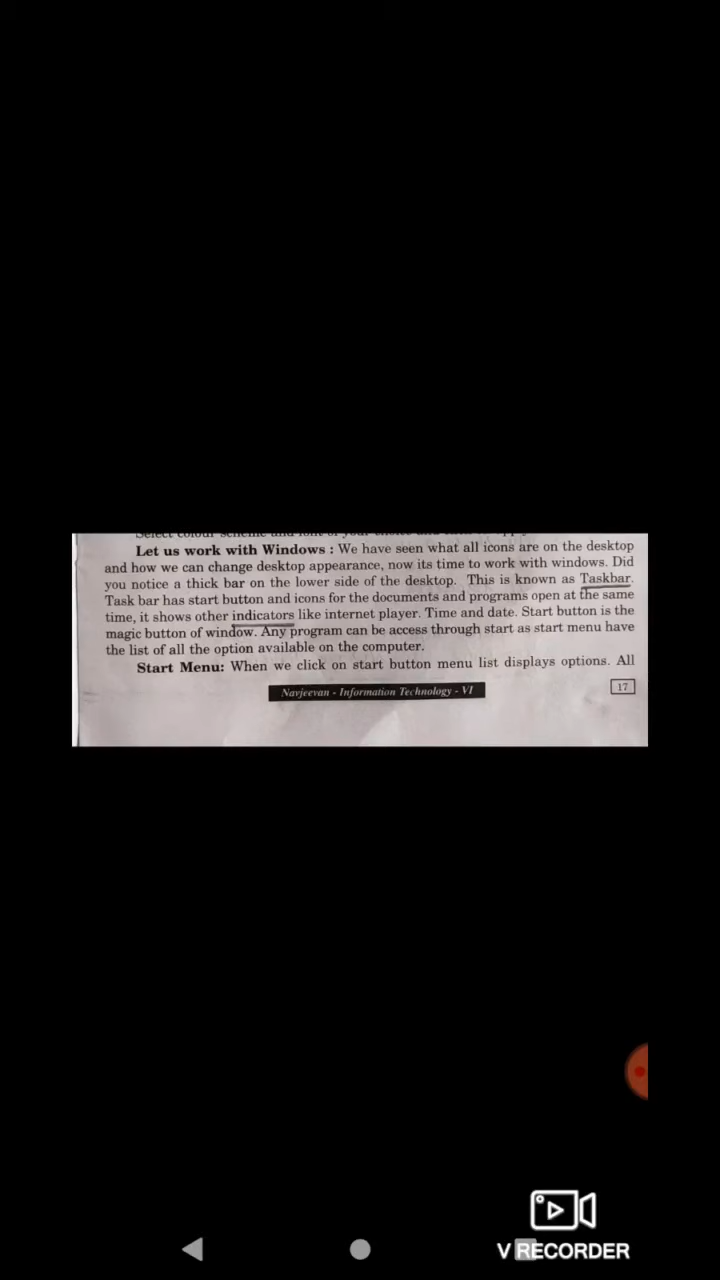 Let us work with Windows : We have seen what all icons are on the desktop
and how we can change desktop appearance, now its time to work with windows. Did
you notice a thick bar on the lower side of the desktop. This is known as Taskbar.
Task bar has start button and icons for the documents and programs open at the same
time, it shows other indicators like internet player. Time and date. Start button is the
magic button of window. Any program can be access through start as start menu have
the list of all the option available on the computer.
Start Menu: When we click on start button menu list displays options. All
Navjeevan - Information Technology - VI
17
V RECORDER